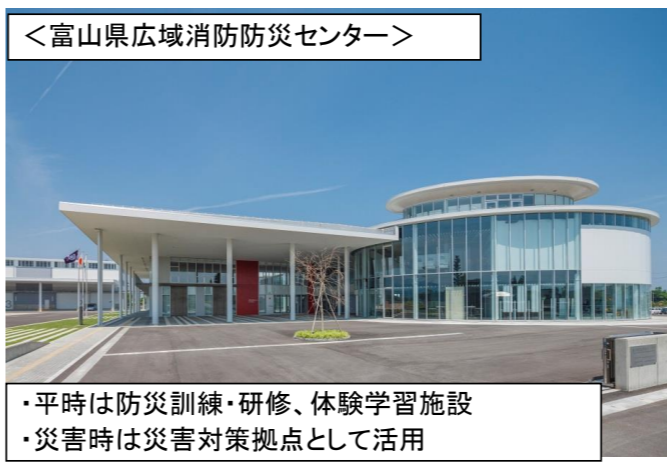 ＜富山県広域消防防災センター＞
・平時は防災訓練・研修、体験学習施設
・災害時は災害対策拠点として活用